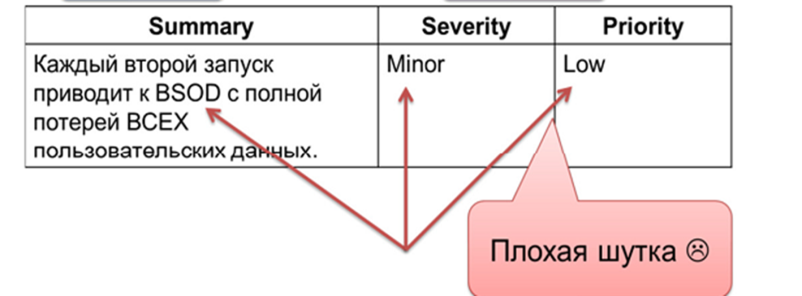 Summary Severity Priority
Каждый второй запуск Minor Low
приводит к BSOD с полной
потерей ВСЕХ
пользовательских данных.
Плохая шутка ☹